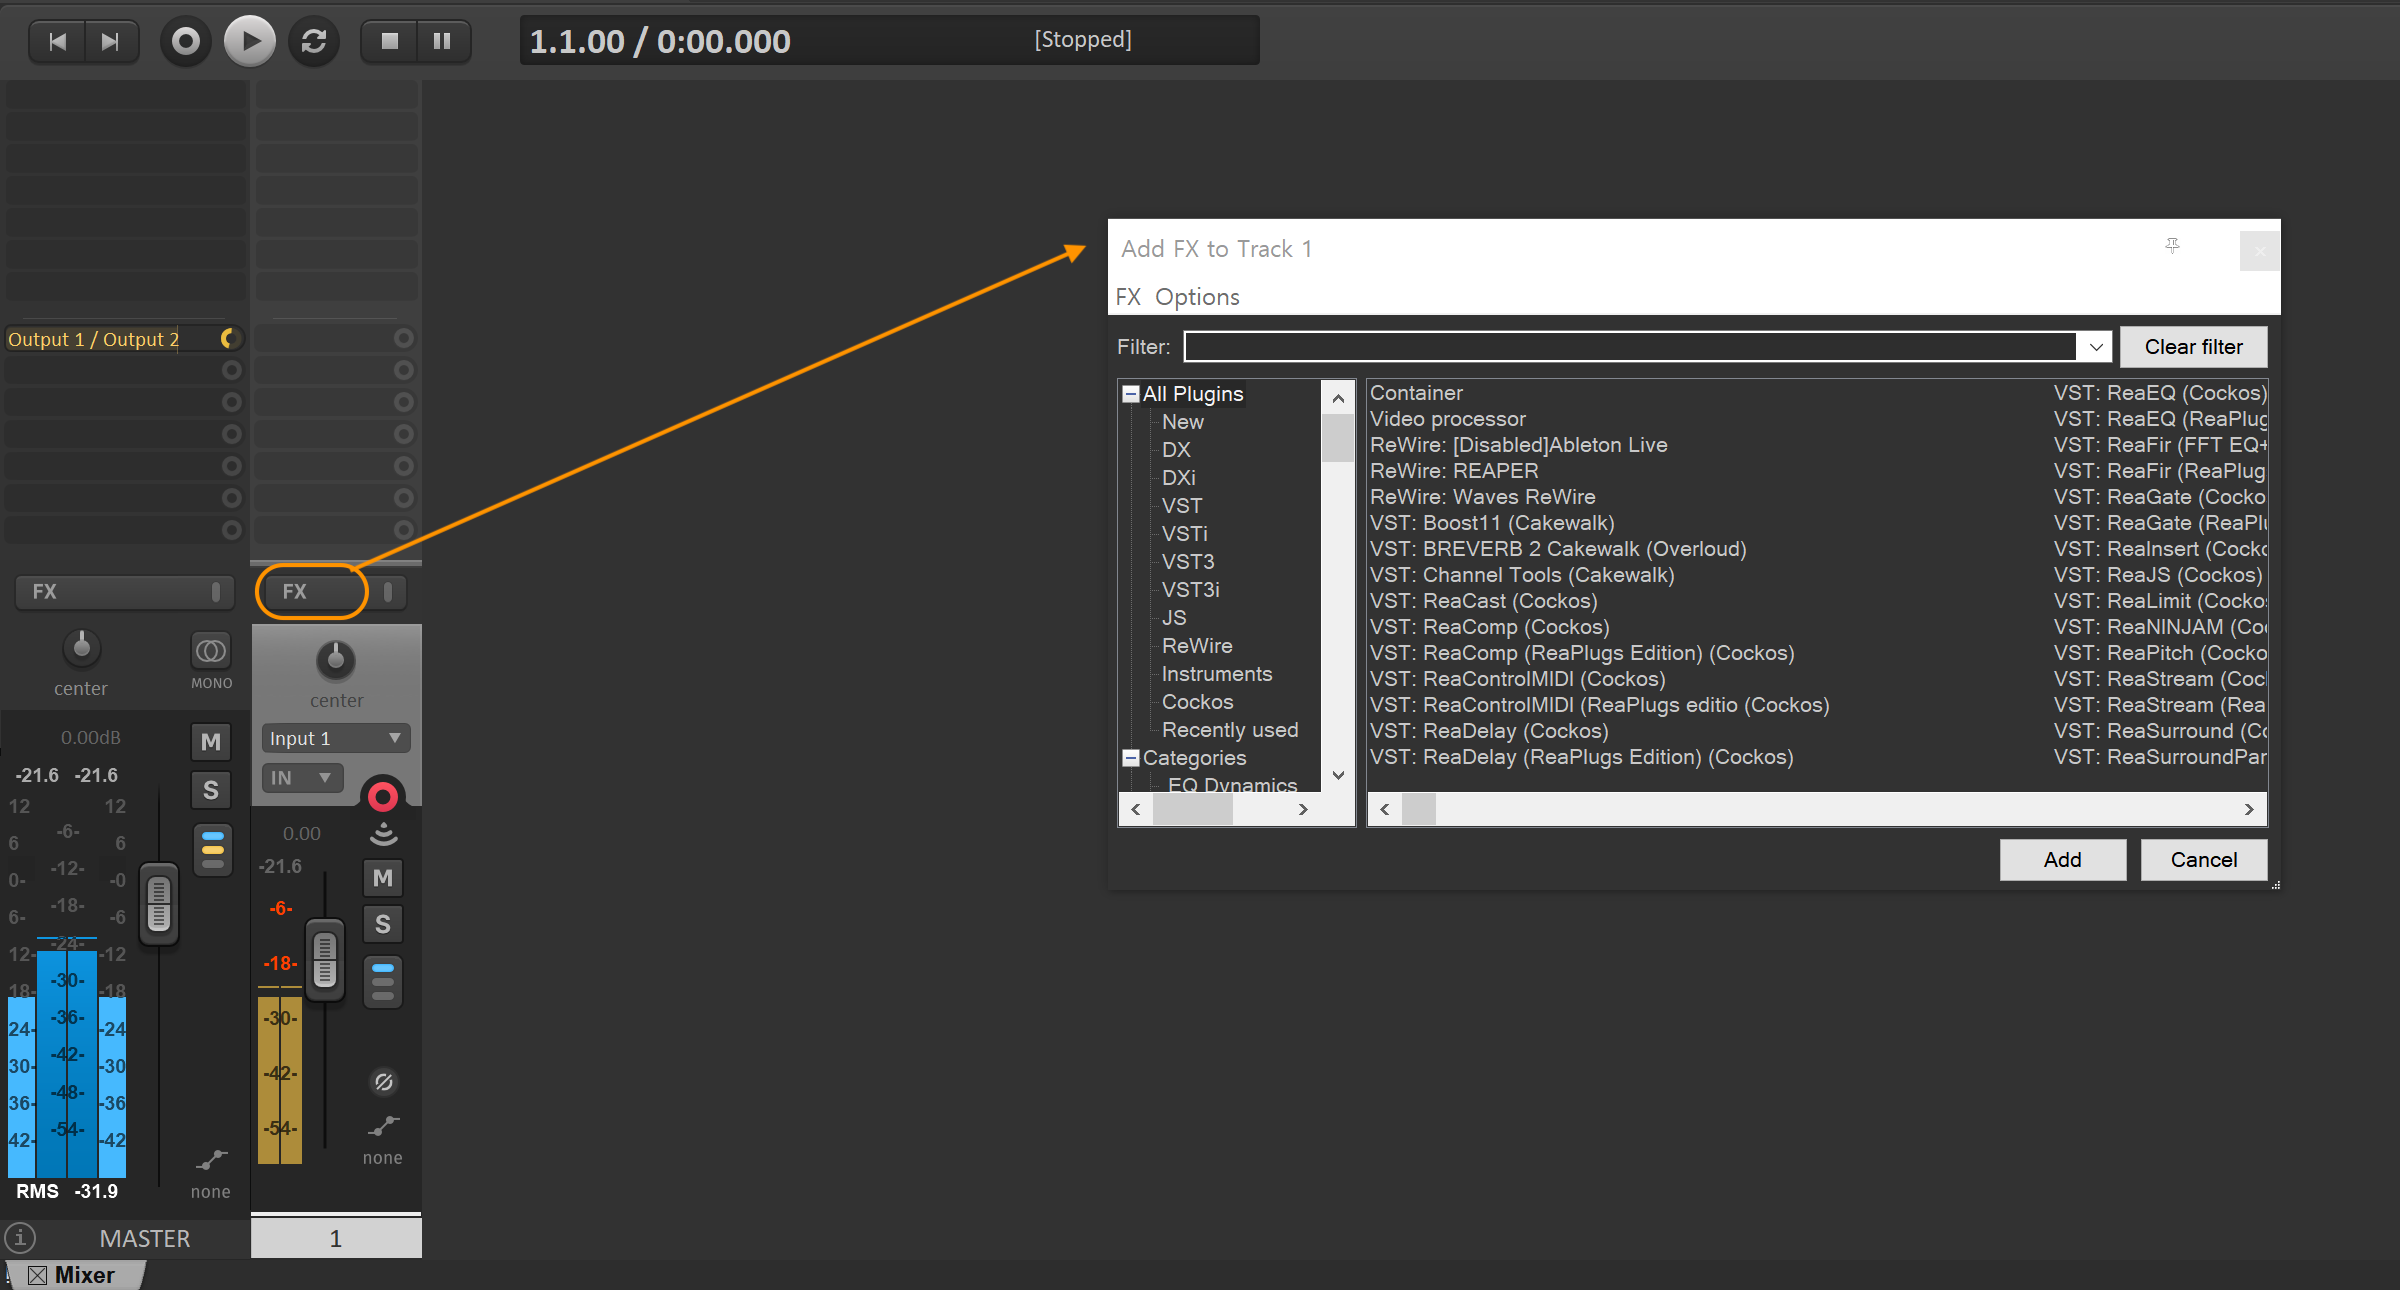 1.1.00 / 0:00.000
[Stopped]
Output 1 / Output 2
FX
FX
center
MONO
center
Input 1
IN
0.00dB
-21.6 -21.6
M
S
12 12
-6-
6 6
-12-
0- -0
-18-
6- -6
-24-
12- -12
-30-
18- -18
-36-
24- -24
-42-
30- -30
-48-
36- -36
-54-
42- -42
RMS -31.9
none
MASTER
0.00
-21.6
M
S
-6-
-18-
-30-
-42-
-54-
none
1
Mixer
Add FX to Track 1
FX Options
Filter:
Clear filter
All Plugins
New
DX
DXi
VST
VSTi
VST3
VST3i
JS
ReWire
Instruments
Cockos
Recently used
Categories
EQ Dynamics
Container
Video processor
ReWire: [Disabled]Ableton Live
ReWire: REAPER
ReWire: Waves ReWire
VST: Boost11 (Cakewalk)
VST: BREVERB 2 Cakewalk (Overloud)
VST: Channel Tools (Cakewalk)
VST: ReaCast (Cockos)
VST: ReaComp (Cockos)
VST: ReaComp (ReaPlugs Edition) (Cockos)
VST: ReaControlMIDI (Cockos)
VST: ReaControlMIDI (ReaPlugs editio (Cockos)
VST: ReaDelay (Cockos)
VST: ReaDelay (ReaPlugs Edition) (Cockos)
VST: ReaEQ (Cockos)
VST: ReaEQ (ReaPlug
VST: ReaFir (FFT EQ+
VST: ReaFir (ReaPlug
VST: ReaGate (Cocko
VST: ReaGate (ReaPlu
VST: ReaInsert (Cocko
VST: ReaJS (Cockos)
VST: ReaLimit (Cockos
VST: ReaNINJAM (Coc
VST: ReaPitch (Cocko
VST: ReaStream (Coc
VST: ReaStream (Rea
VST: ReaSurround (Co
VST: ReaSurroundPan
Add
Cancel